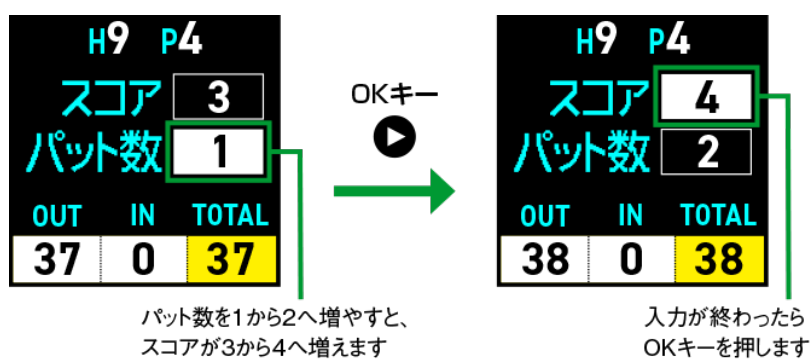 H9 P4
スコア 3
パット数 1
OUT IN TOTAL
37 0 37
パット数を1から2へ増やすと、
スコアが3から4へ増えます
OKキー
H9 P4
スコア 4
パット数 2
OUT IN TOTAL
38 0 38
入力が終わったら
OKキーを押します